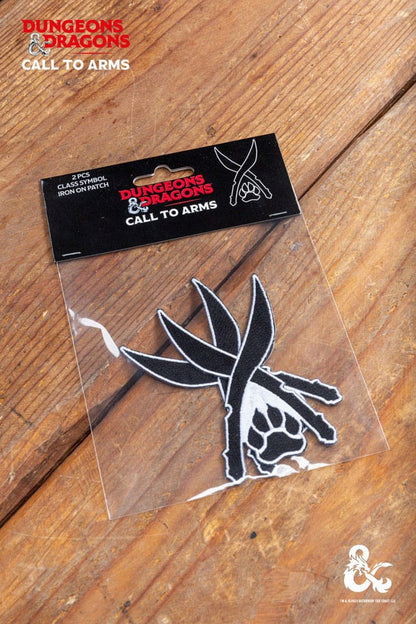 DUNGEONS
& DRAGONS
CALL TO ARMS
2 PCS
CLASS SYMBOL
IRON ON PATCH
DUNGEONS
& DRAGONS
CALL TO ARMS
&